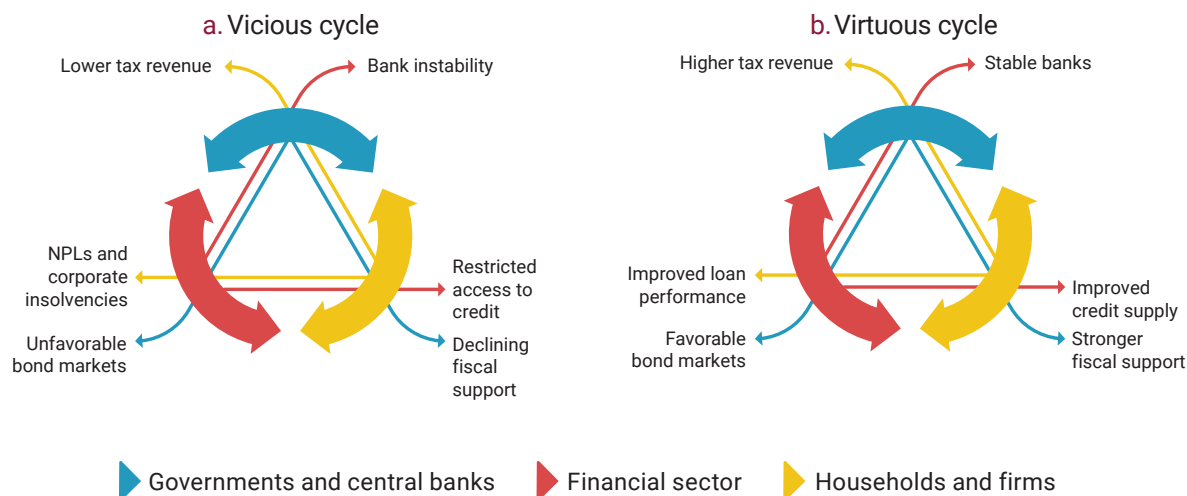 a. Vicious cycle
Lower tax revenue
Bank instability
NPLs and
corporate
insolvencies
Restricted
access to
credit
Unfavorable
bond markets
Declining
fiscal
support
b. Virtuous cycle
Higher tax revenue
Stable banks
Improved loan
performance
Improved
credit supply
Favorable
bond markets
Stronger
fiscal support
Governments and central banks
Financial sector
Households and firms